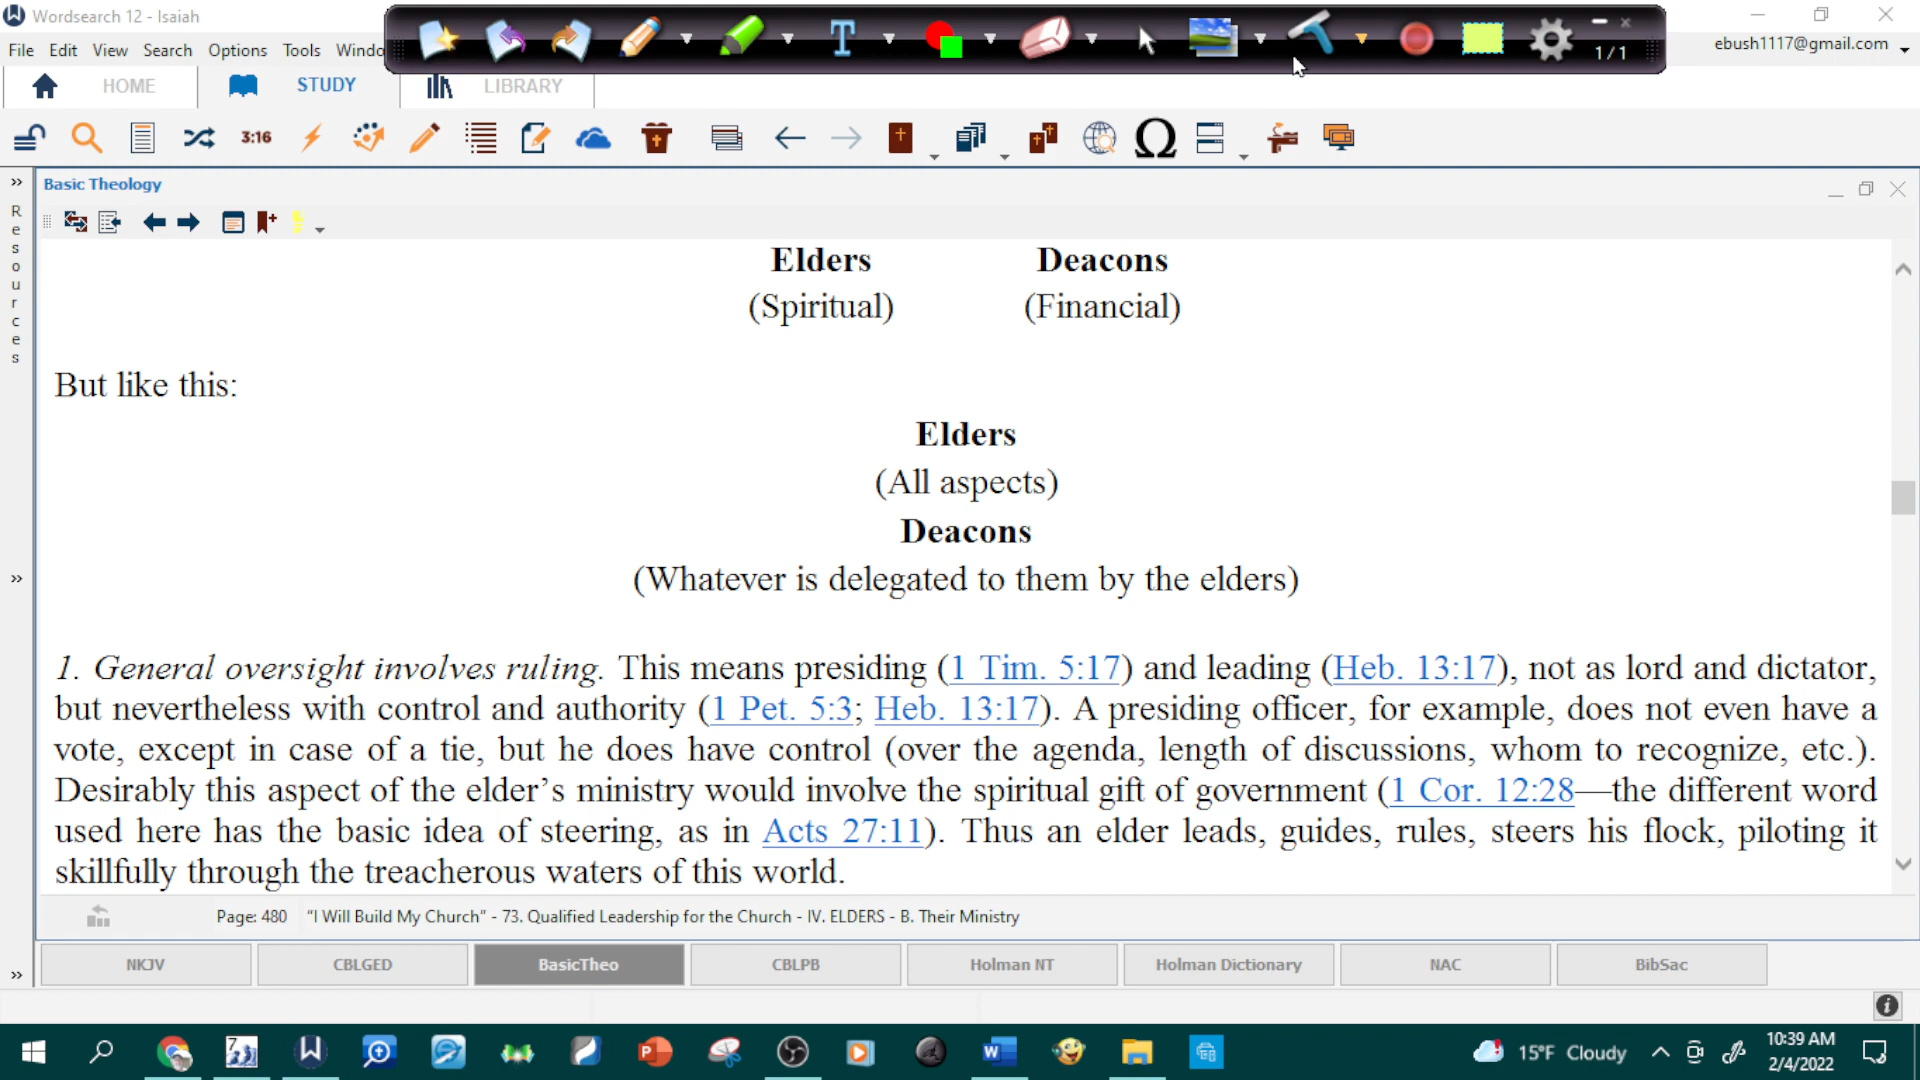 Wordsearch 12 - Isaiah
File Edit View Search Options Tools Windo
1/1
ebush1117@gmail.com
HOME STUDY LIBRARY
3:16
Basic Theology
Resources
Elders Deacons
(Spiritual) (Financial)
But like this:
Elders
(All aspects)
Deacons
(Whatever is delegated to them by the elders)
1. General oversight involves ruling. This means presiding (1 Tim. 5:17) and leading (Heb. 13:17), not as lord and dictator,
but nevertheless with control and authority (1 Pet. 5:3; Heb. 13:17). A presiding officer, for example, does not even have a
vote, except in case of a tie, but he does have control (over the agenda, length of discussions, whom to recognize, etc.).
Desirably this aspect of the elder’s ministry would involve the spiritual gift of government (1 Cor. 12:28—the different word
used here has the basic idea of steering, as in Acts 27:11). Thus an elder leads, guides, rules, steers his flock, piloting it
skillfully through the treacherous waters of this world.
Page: 480 "I Will Build My Church" - 73. Qualified Leadership for the Church - IV. ELDERS - B. Their Ministry
NKJV CBLGED BasicTheo CBLPB Holman NT Holman Dictionary NAC BibSac
15°F Cloudy
10:39 AM
2/4/2022